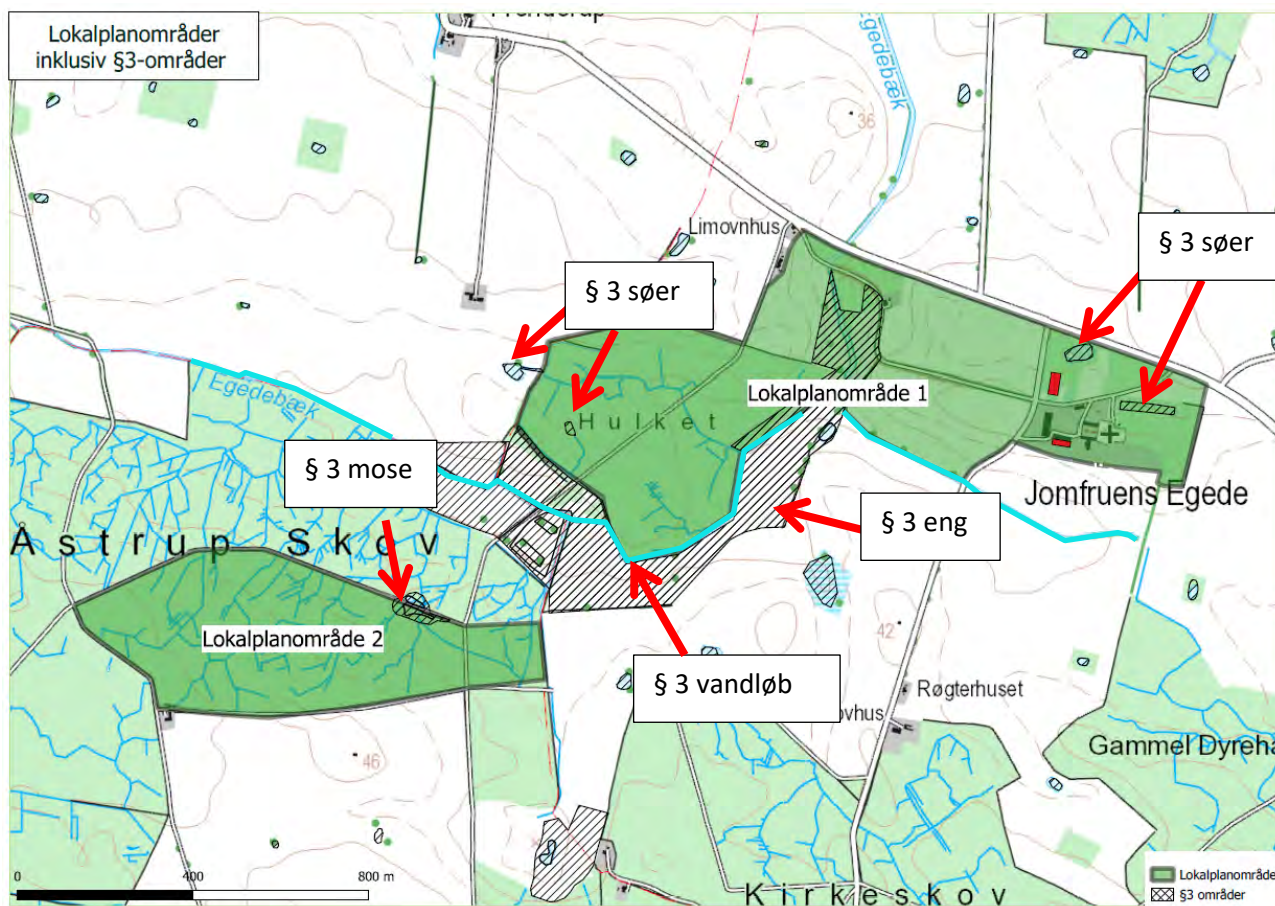 Lokalplanområder
inklusiv §3-områder
Egedebæk
36
Limovnhus
§ 3 søer
§ 3 søer
Egedebæk
Lokalplanområde 1
Hulket
§ 3 mose
Jomfruens Egede
§ 3 eng
Åstrup Skov
42
Lokalplanområde 2
§ 3 vandløb
Røgterhuset
ovhus
Gammel Dyreha
46
0 400 800 m
Lokalplanområde
§3 områder
Kirkeskov